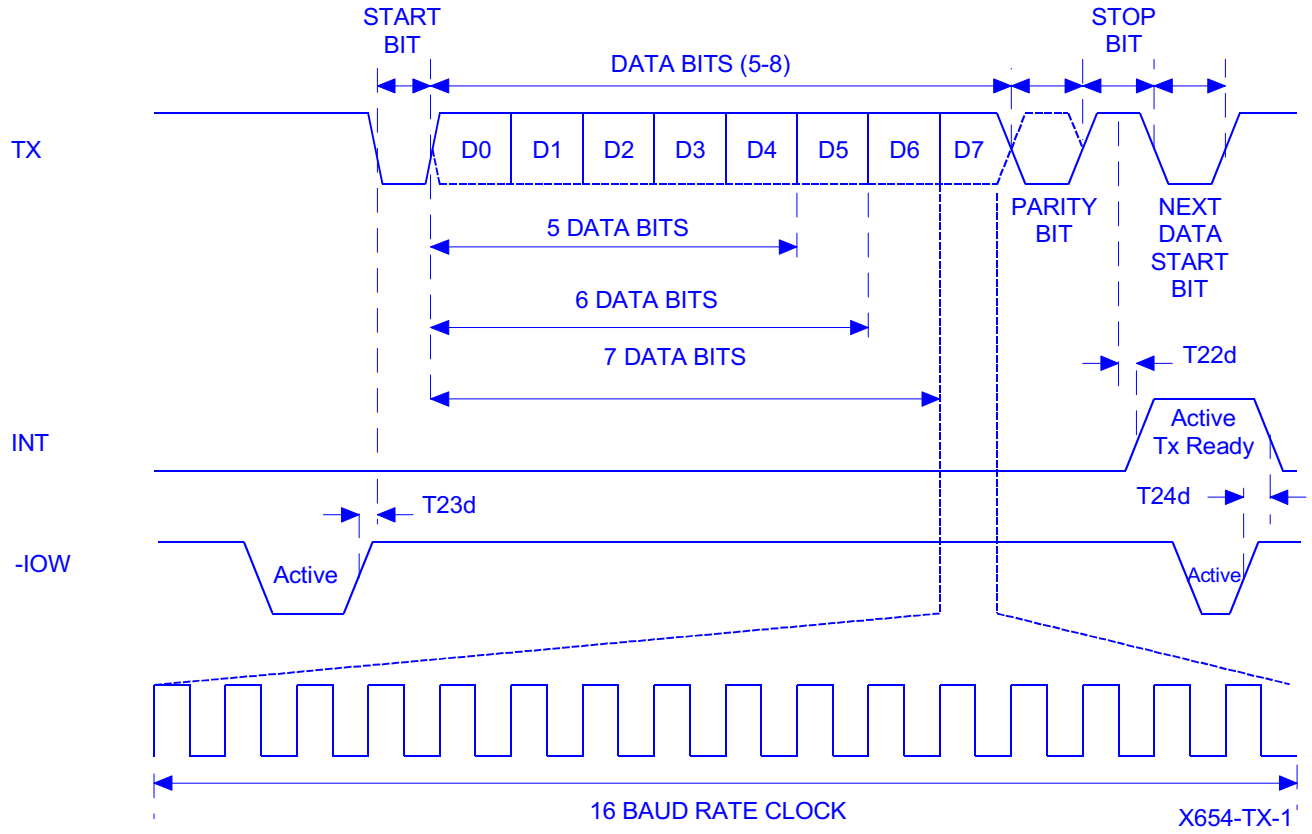 START
BIT
STOP
BIT
DATA BITS (5-8)
TX
D0 D1 D2 D3 D4 D5 D6 D7
PARITY
BIT
NEXT
DATA
START
BIT
5 DATA BITS
6 DATA BITS
7 DATA BITS
T22d
INT
Active
Tx Ready
T23d
T24d
-IOW
Active
Active
16 BAUD RATE CLOCK
X654-TX-1